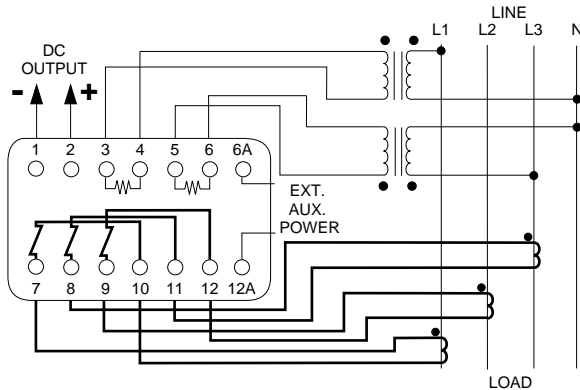 LINE
L1 L2 L3 N
DC
OUTPUT
- +
1 2 3 4 5 6 6A
EXT.
AUX.
POWER
7 8 9 10 11 12 12A
LOAD